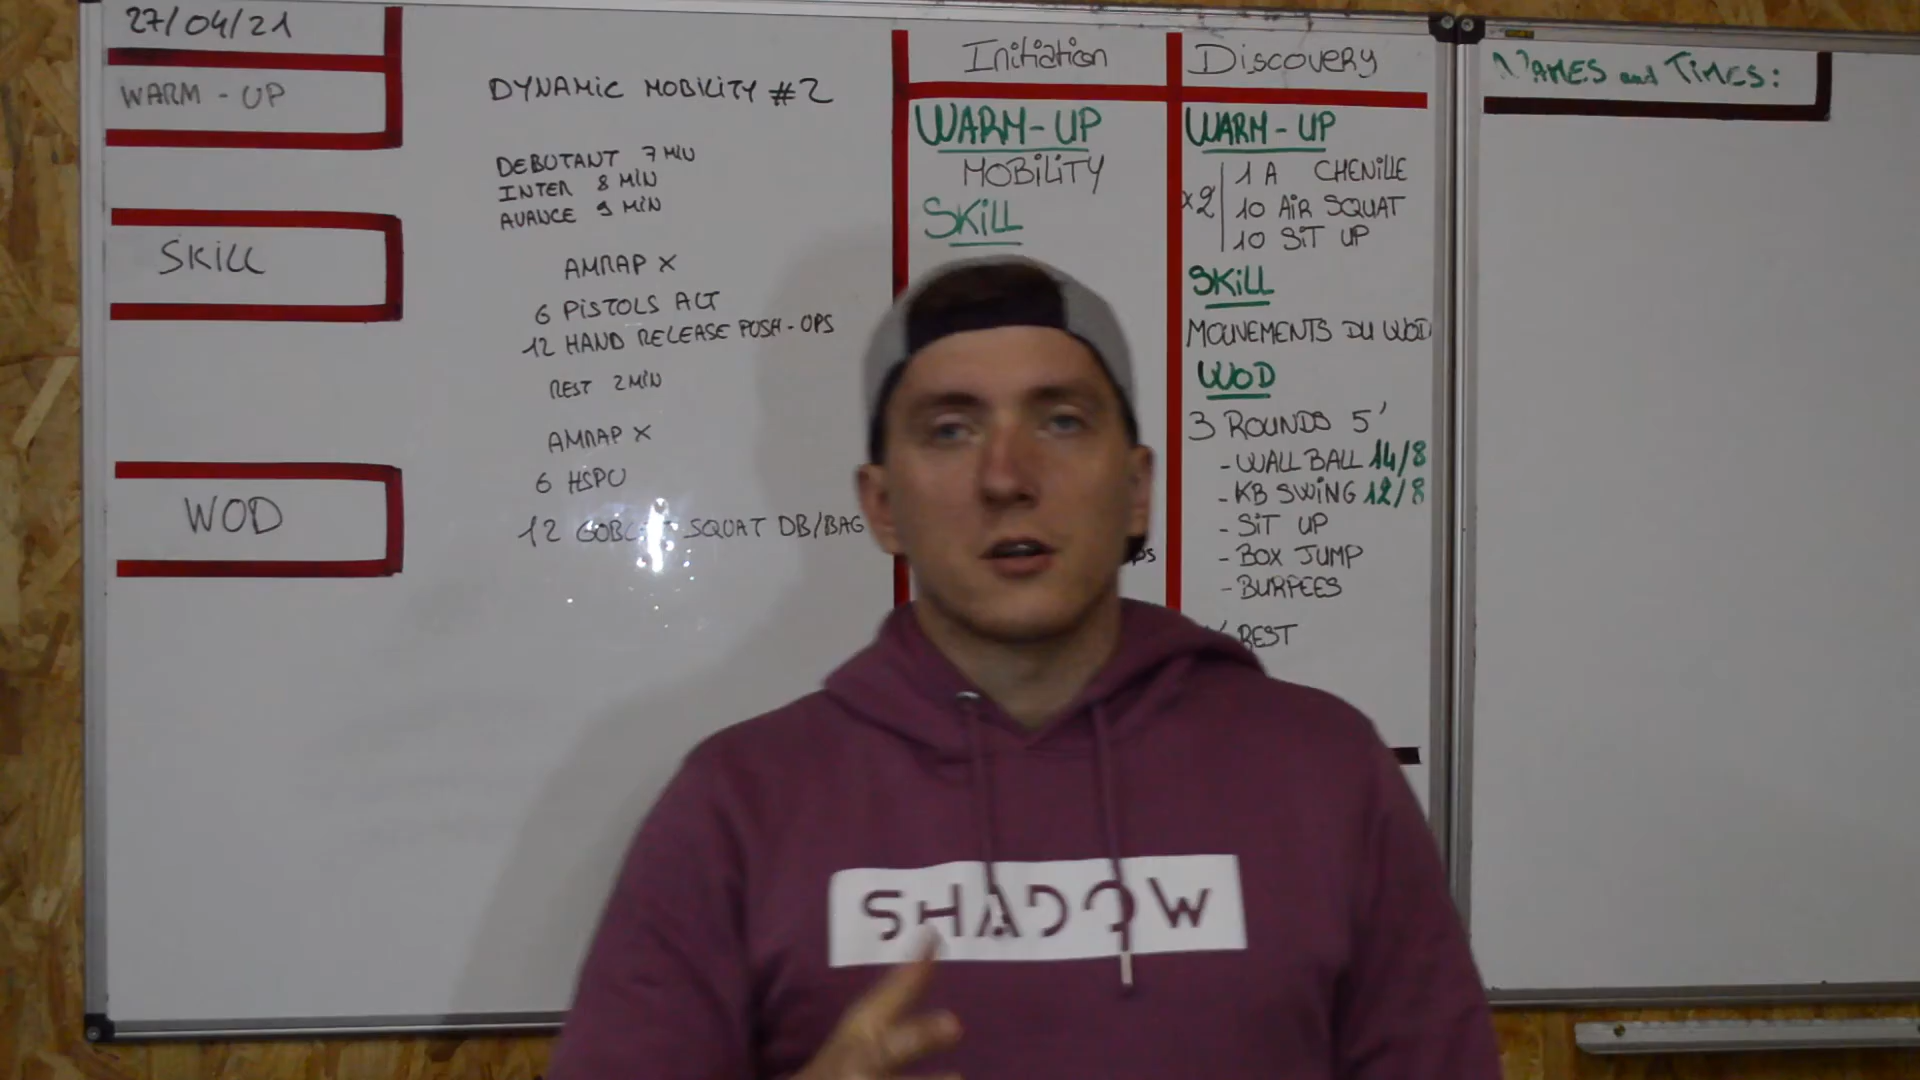 27/04/21
WARM-UP
DYNAMIC MOBILITY #2
DEBUTANT 7 MIN
INTER 8 MIN
AVANCE 9 MIN
SKILL
AMRAP X
6 PISTOLS ALT
12 HAND RELEASE PUSH-UPS
REST 2 MIN
AMRAP X
6 HSPU
WOD
12 SQUAT DB/BAG
Initiation
WARM-UP
MOBILITY
SKILL
Discovery
WARM-UP
x2
1 A CHENILLE
10 AIR SQUAT
10 SIT UP
SKILL
MOUVEMENTS DU WOD
WOD
3 ROUNDS 5'
- WALL BALL 14/8
- KB SWING 12/8
- SIT UP
- BOX JUMP
- BURPEES
REST
NAMES and TIMES:
SHADOW